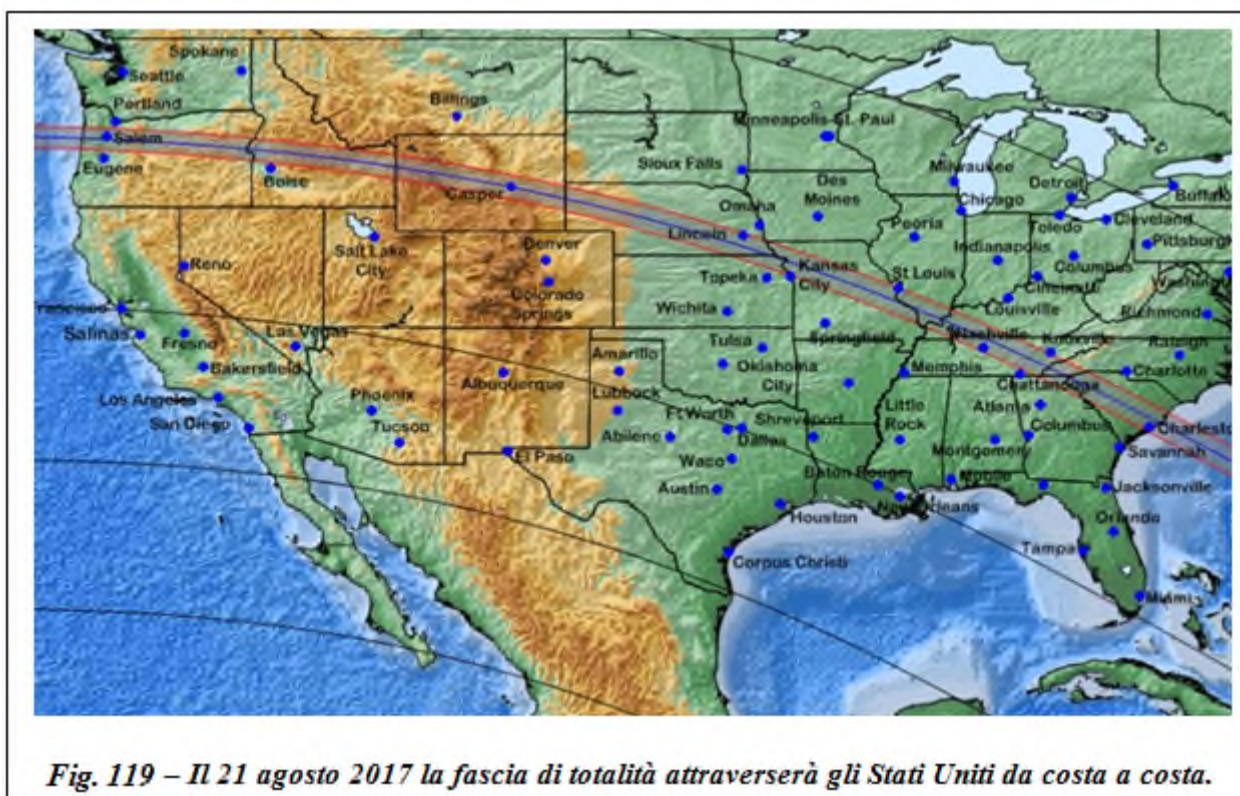 Spokane
Seattle
Portland
Billings
Salem
Eugene
Boise
Casper
Minneapolis-St. Paul
Sioux Falls
Milwaukee
Des
Moines
Detroit
Buffalo
Omaha
Chicago
Toledo
Cleveland
Lincoln
Peoria
Indianapolis
Pittsburgh
Reno
Salt Lake
City
Denver
Topeka
Kansas
City
St Louis
Columbus
Cincinnati
Colorado
Springs
Louisville
Richmond
Wichita
Salinas
Fresno
Las Vegas
Tulsa
Springfield
Nashville
Knoxville
Raleigh
Bakersfield
Amarillo
Oklahoma
City
Memphis
Charlotte
Albuquerque
Lubbock
Chattanooga
Los Angeles
Phoenix
Ft Worth
Shreveport
Little
Rock
Atlanta
San Diego
Tucson
Abilene
Dallas
Columbus
Charleston
El Paso
Waco
Montgomery
Savannah
Austin
Baton Rouge
Mobile
Jacksonville
Houston
New Orleans
Orlando
Corpus Christi
Tampa
Miami
Fig. 119 – Il 21 agosto 2017 la fascia di totalità attraverserà gli Stati Uniti da costa a costa.